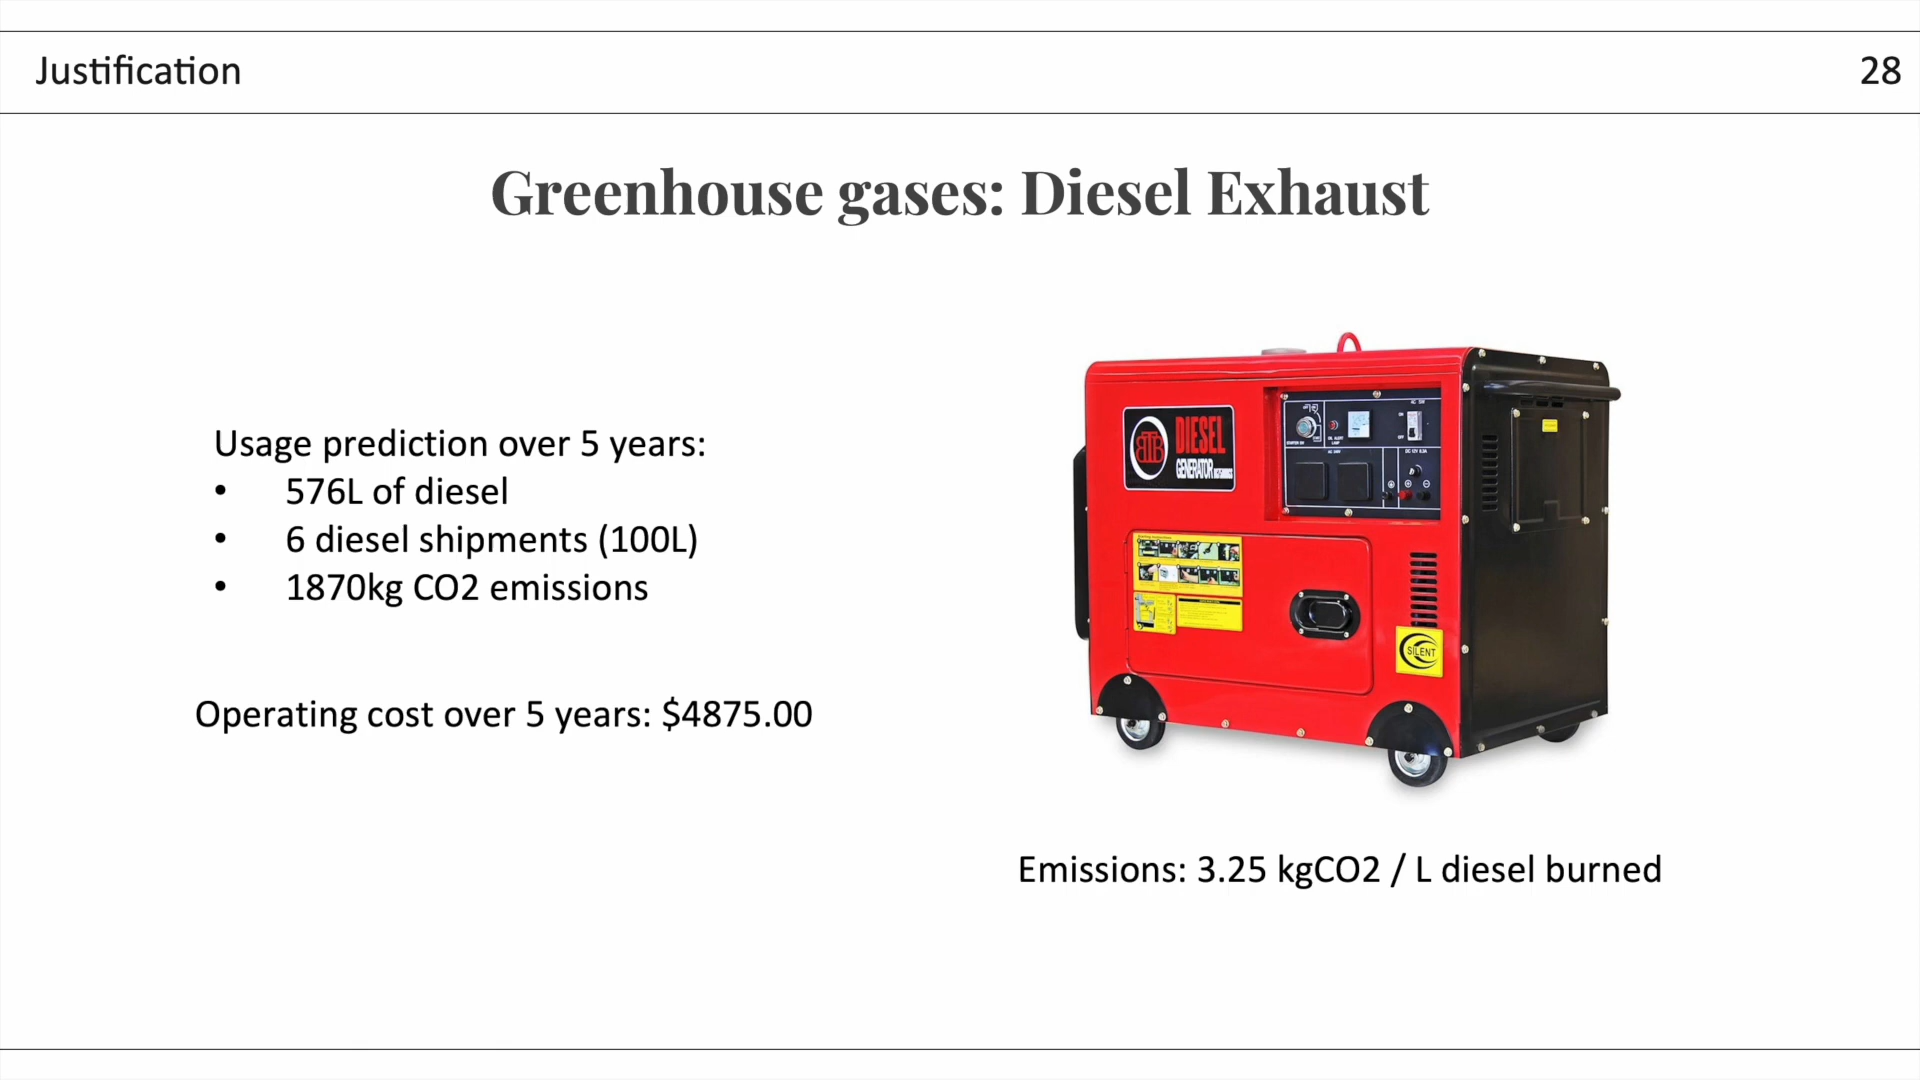 Justification
28
Greenhouse gases: Diesel Exhaust
Usage prediction over 5 years:
• 576L of diesel
• 6 diesel shipments (100L)
• 1870kg CO2 emissions
Operating cost over 5 years: $4875.00
DIESEL
GENERATOR
SILENT
Emissions: 3.25 kgCO2 / L diesel burned